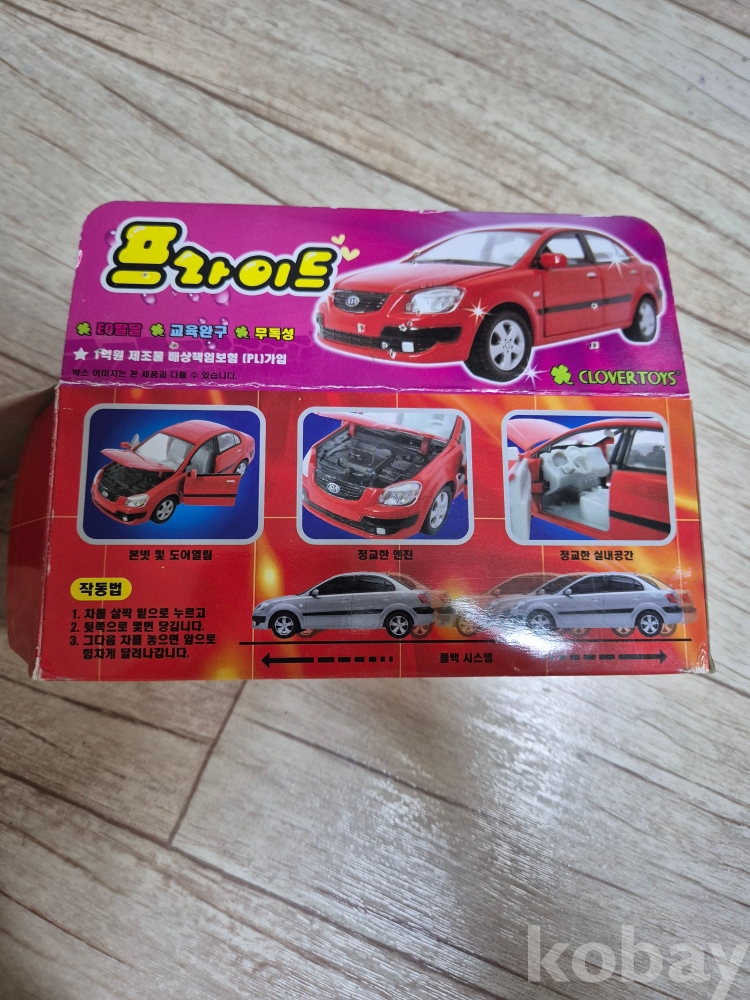 프라이드
EQ발달 교육완구 무독성
★ 1억원 제조물 배상책임보험 (PL)가입
박스 이미지는 본 제품과 다를 수 있습니다.
CLOVERTOYS
KIA
본넷 및 도어열림
정교한 엔진
정교한 실내공간
작동법
1. 차를 살짝 밑으로 누르고
2. 뒷쪽으로 몇번 당깁니다.
3. 그다음 차를 놓으면 앞으로
힘차게 달려나갑니다.
풀백 시스템
kobay